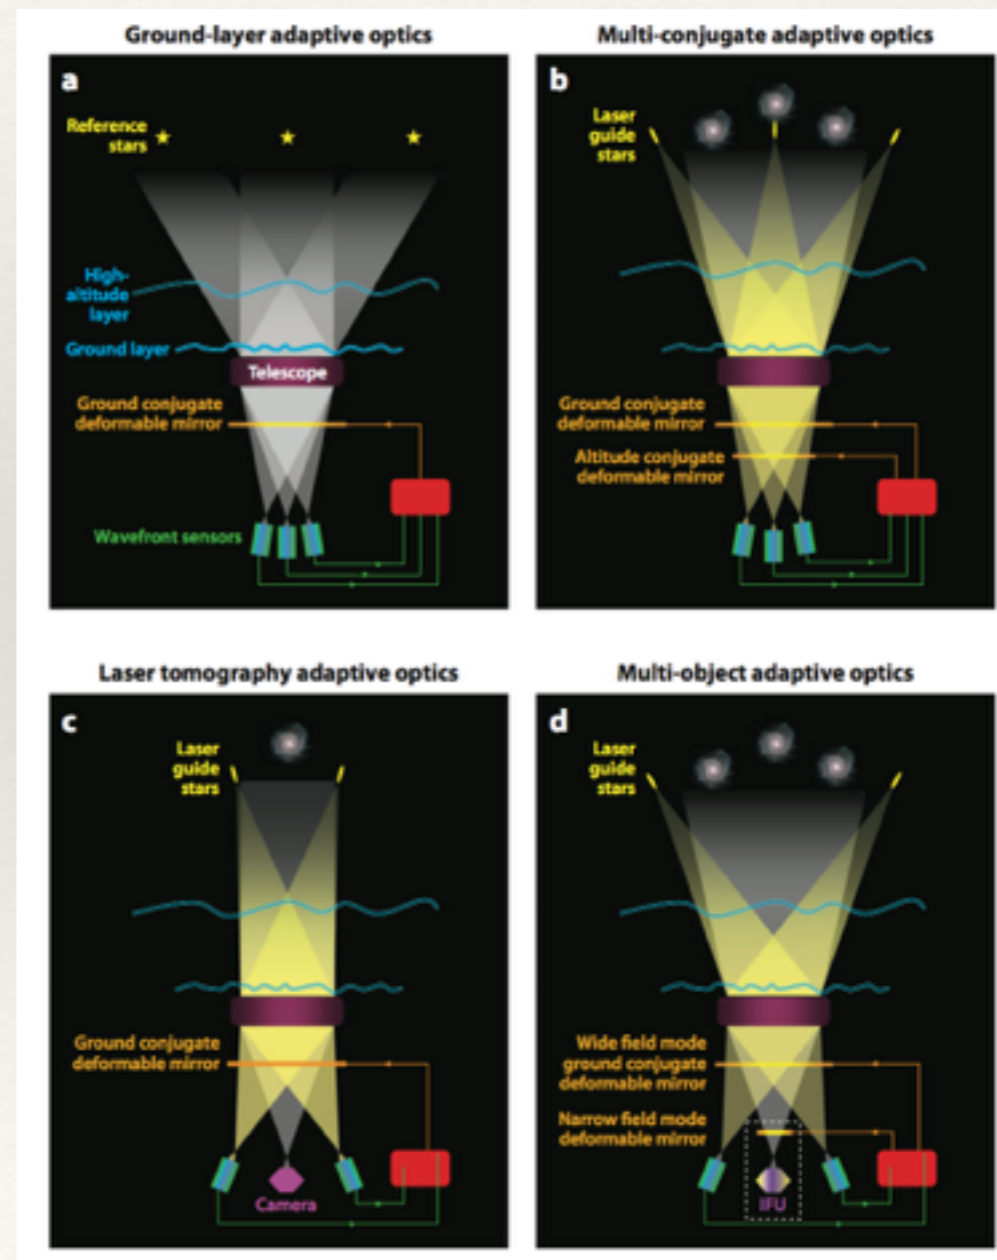 Ground-layer adaptive optics
a
Reference
stars
High-
altitude
layer
Ground layer
Telescope
Ground conjugate
deformable mirror
Wavefront sensors
Multi-conjugate adaptive optics
b
Laser
guide
stars
Ground conjugate
deformable mirror
Altitude conjugate
deformable mirror
Laser tomography adaptive optics
c
Laser
guide
stars
Ground conjugate
deformable mirror
Camera
Multi-object adaptive optics
d
Laser
guide
stars
Wide field mode
ground conjugate
deformable mirror
Narrow field mode
deformable mirror
IFU